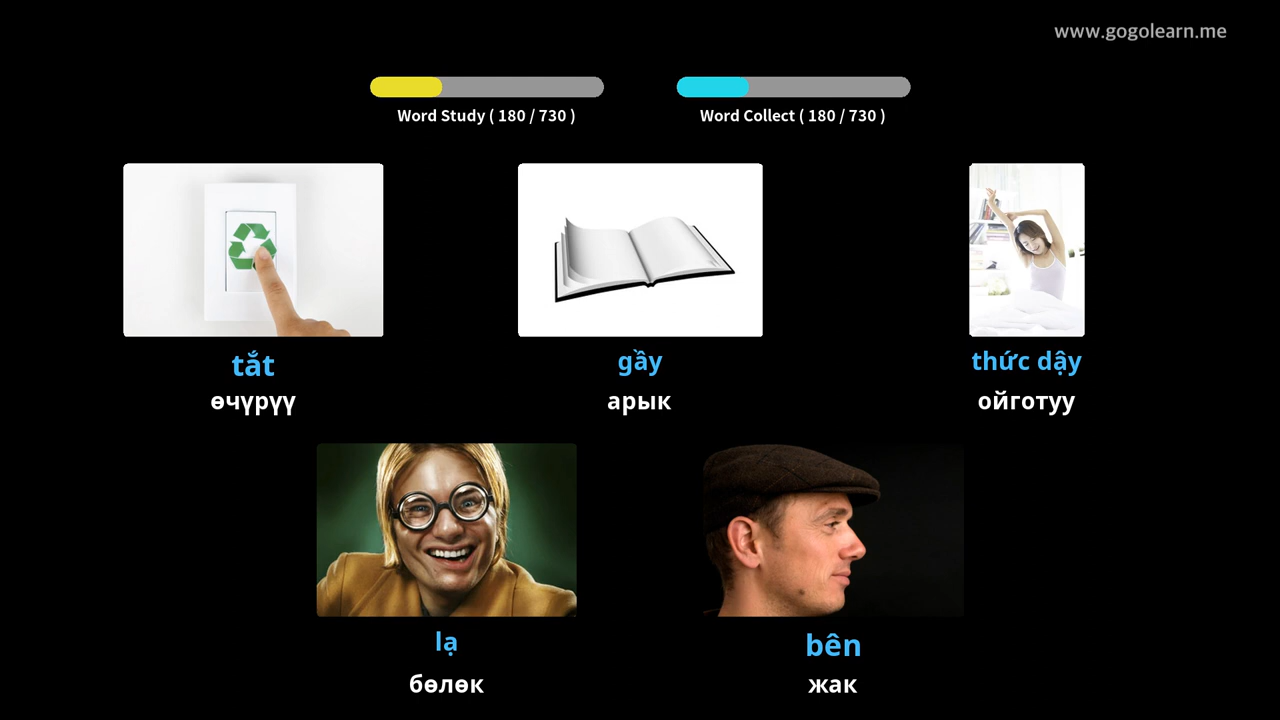 www.gogolearn.me
Word Study ( 180 / 730 )
Word Collect ( 180 / 730 )
tắt
өчүрүү
gầy
арык
thức dậy
ойготуу
lạ
бөлөк
bên
жак